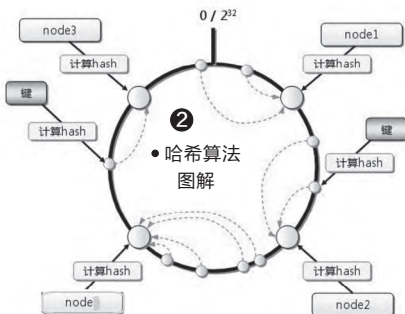 0 / 2³²
node3
node1
计算hash
计算hash
键
键
计算hash
计算hash
❷
• 哈希算法
图解
计算hash
计算hash
node
node2